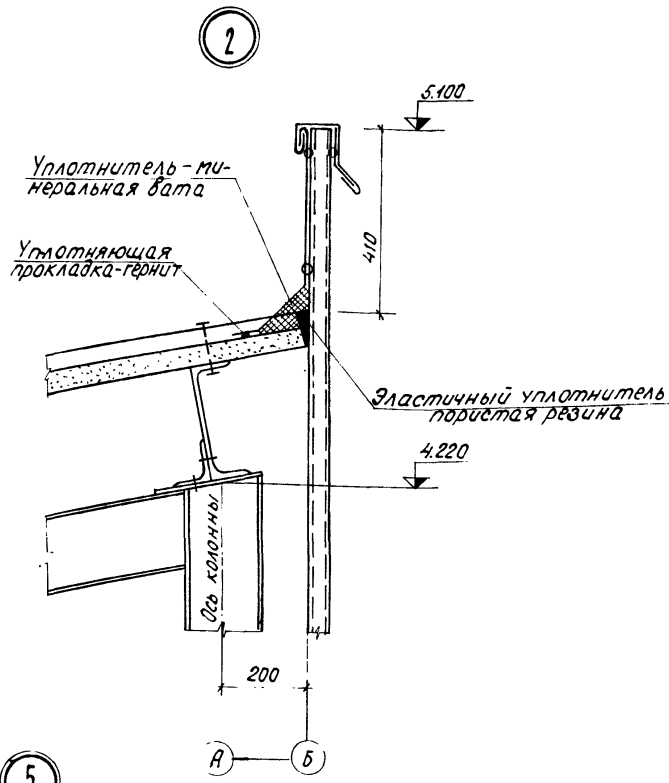 2
5.100
Уплотнитель-ми-
неральная вата
410
Уплотняющая
прокладка-гернит
Эластичный уплотнитель
пористая резина
4.220
Ось колонны
200
А
Б
5